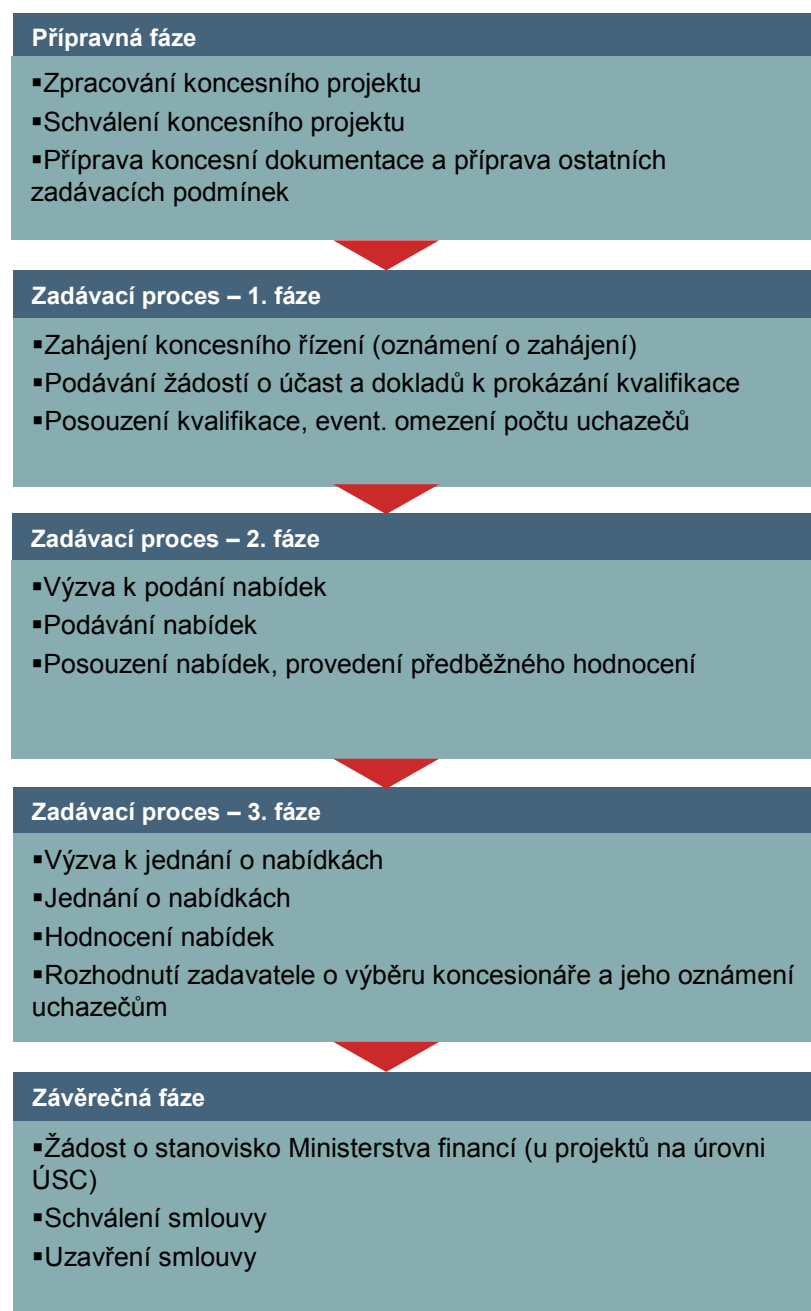 Přípravná fáze
▪Zpracování koncesního projektu
▪Schválení koncesního projektu
▪Příprava koncesní dokumentace a příprava ostatních
zadávacích podmínek
Zadávací proces – 1. fáze
▪Zahájení koncesního řízení (oznámení o zahájení)
▪Podávání žádostí o účast a dokladů k prokázání kvalifikace
▪Posouzení kvalifikace, event. omezení počtu uchazečů
Zadávací proces – 2. fáze
▪Výzva k podání nabídek
▪Podávání nabídek
▪Posouzení nabídek, provedení předběžného hodnocení
Zadávací proces – 3. fáze
▪Výzva k jednání o nabídkách
▪Jednání o nabídkách
▪Hodnocení nabídek
▪Rozhodnutí zadavatele o výběru koncesionáře a jeho oznámení
uchazečům
Závěrečná fáze
▪Žádost o stanovisko Ministerstva financí (u projektů na úrovni
ÚSC)
▪Schválení smlouvy
▪Uzavření smlouvy